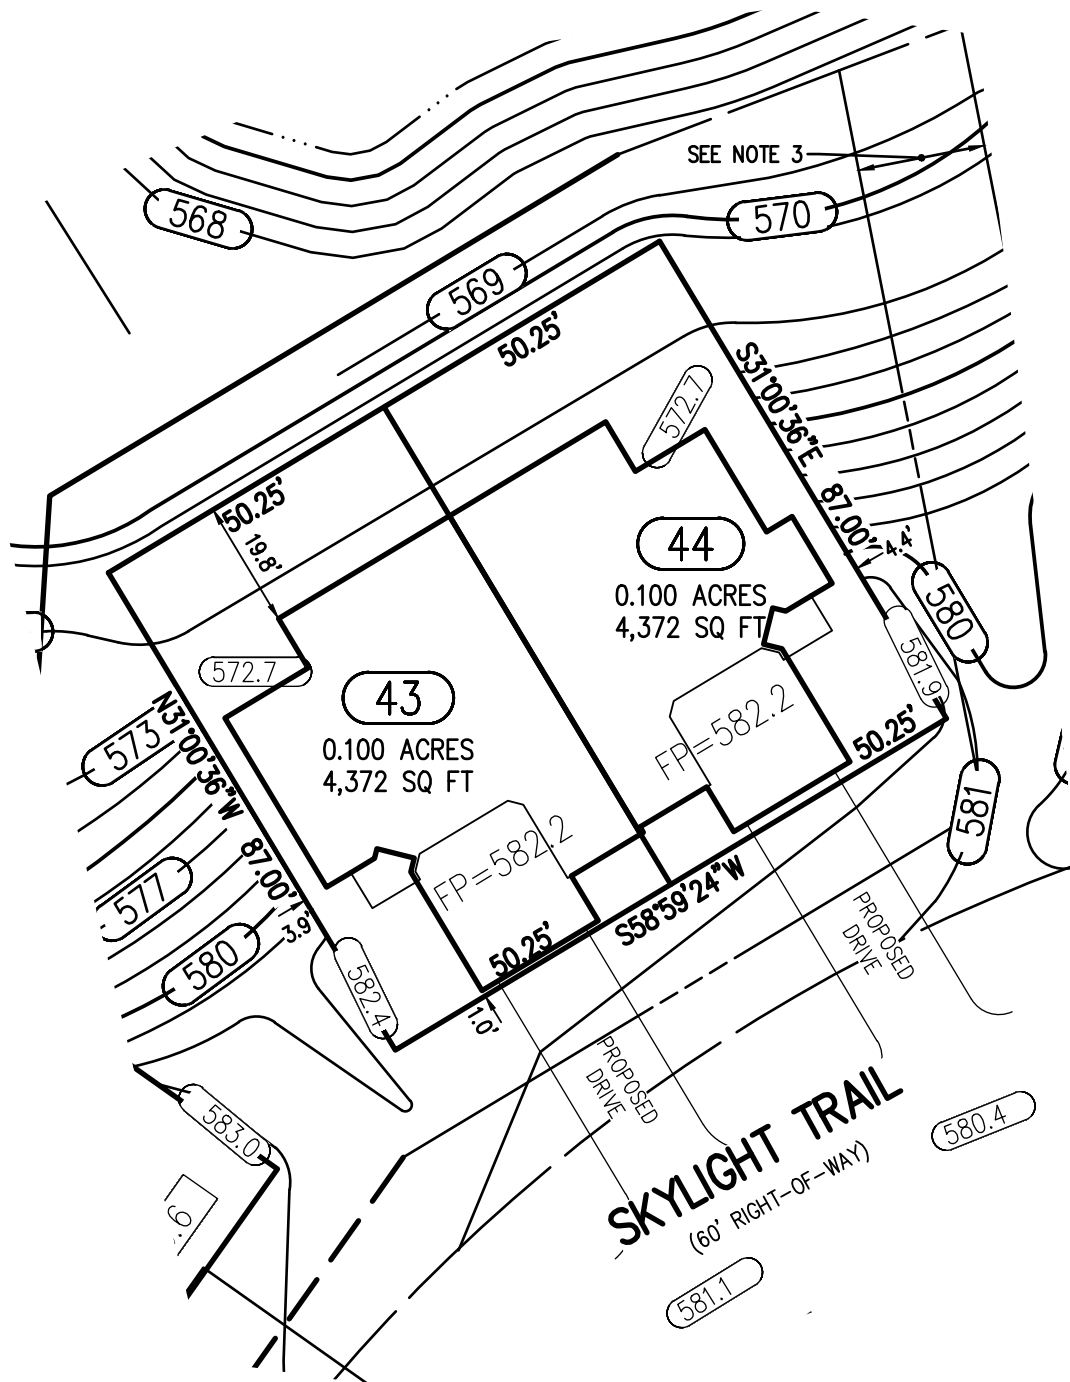 SEE NOTE 3
568
570
569
50.25'
S31°00'36"E 87.00'
572.7
50.25'
19.8'
44
0.100 ACRES
4,372 SQ FT
4.4'
580
581.9
572.7
43
0.100 ACRES
4,372 SQ FT
573
N31°00'36"W 87.00'
FP=582.2
50.25'
581
577
FP=582.2
3.9'
580
582.4
50.25'
S58°59'24"W
1.0'
PROPOSED
DRIVE
PROPOSED
DRIVE
583.0
.6
SKYLIGHT TRAIL
(60' RIGHT-OF-WAY)
580.4
581.1